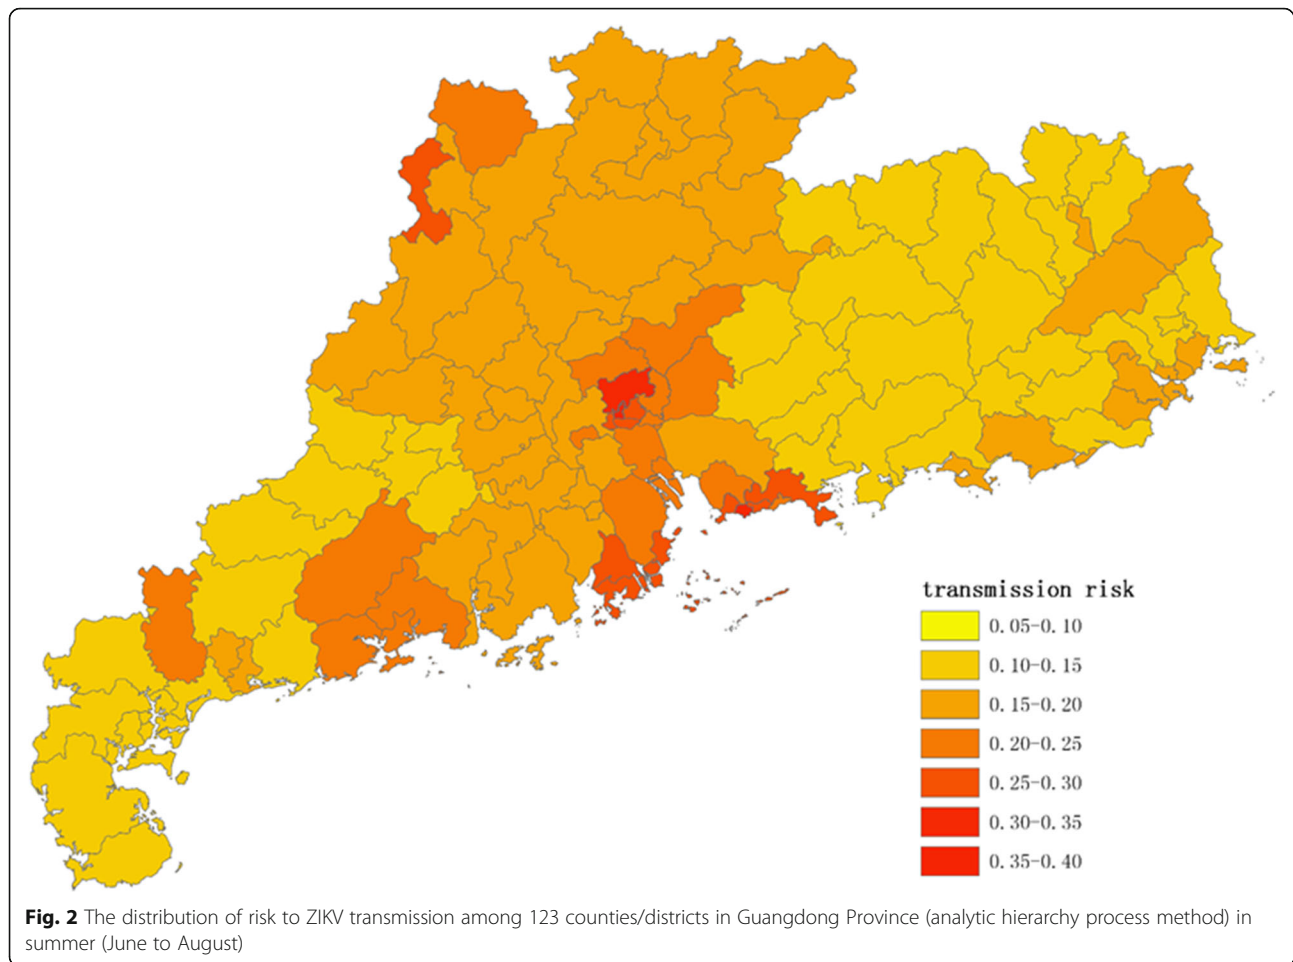 transmission risk
0.05-0.10
0.10-0.15
0.15-0.20
0.20-0.25
0.25-0.30
0.30-0.35
0.35-0.40
Fig. 2 The distribution of risk to ZIKV transmission among 123 counties/districts in Guangdong Province (analytic hierarchy process method) in
summer (June to August)